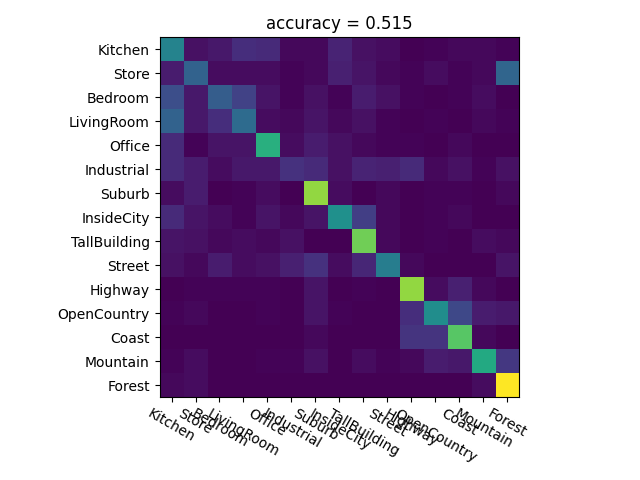 accuracy = 0.515
Kitchen
Store
Bedroom
LivingRoom
Office
Industrial
Suburb
InsideCity
TallBuilding
Street
Highway
OpenCountry
Coast
Mountain
Forest
Kitchen
Store
Bedroom
LivingRoom
Office
Industrial
Suburb
InsideCity
TallBuilding
Street
Highway
OpenCountry
Coast
Mountain
Forest